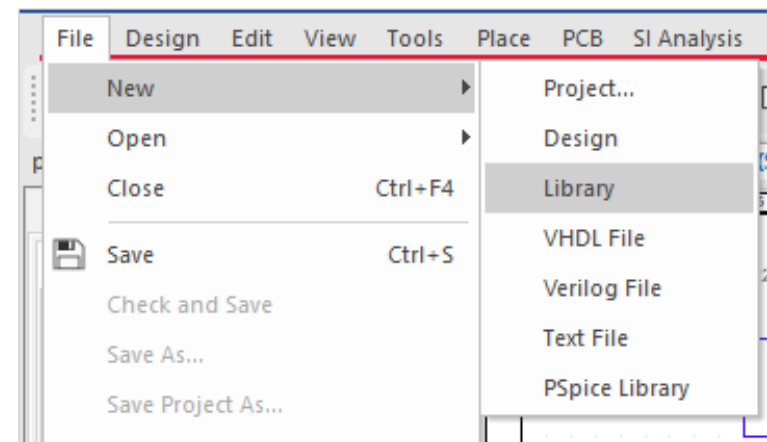 File Design Edit View Tools Place PCB SI Analysis
New
Open
Close Ctrl+F4
Save Ctrl+S
Check and Save
Save As...
Save Project As...
Project...
Design
Library
VHDL File
Verilog File
Text File
PSpice Library